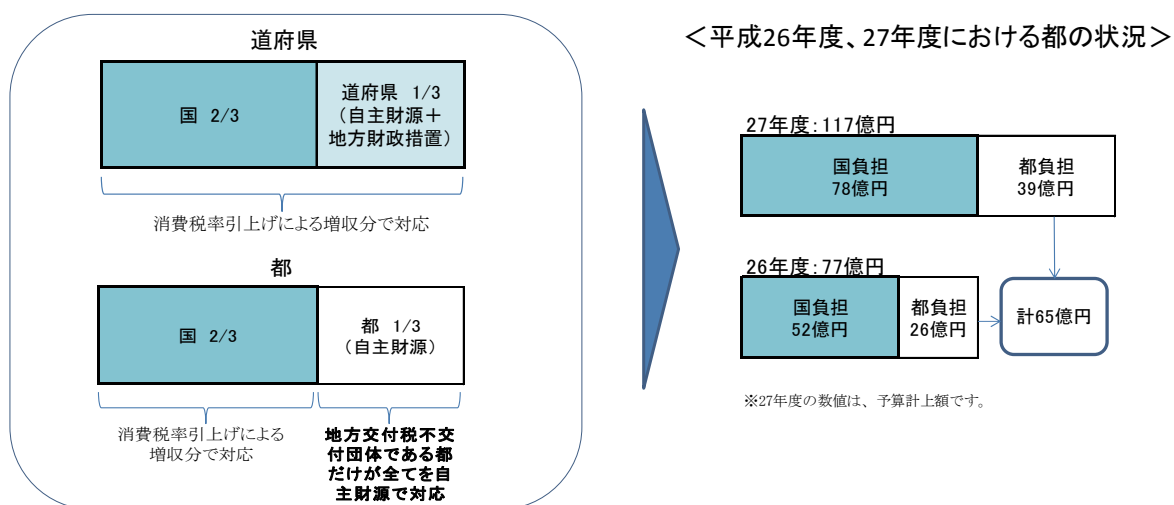 道府県
国 2/3
道府県 1/3
(自主財源+
地方財政措置)
消費税率引上げによる増収分で対応
都
国 2/3
都 1/3
(自主財源)
消費税率引上げによる
増収分で対応
地方交付税不交
付団体である都
だけが全てを自
主財源で対応
<平成26年度、27年度における都の状況>
27年度:117億円
国負担
78億円
都負担
39億円
26年度:77億円
国負担
52億円
都負担
26億円
計65億円
※27年度の数値は、予算計上額です。